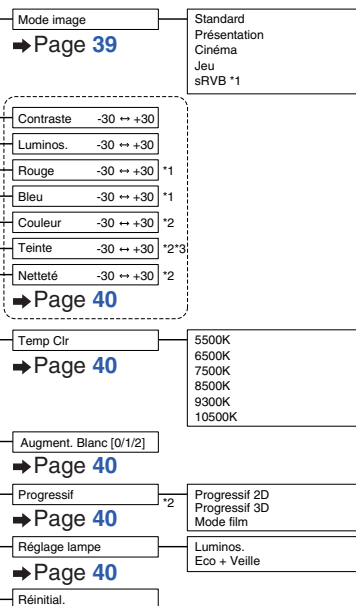 Mode image
➡Page 39
Standard
Présentation
Cinéma
Jeu
sRVB *1
Contraste -30 ↔ +30
Luminos. -30 ↔ +30
Rouge -30 ↔ +30 *1
Bleu -30 ↔ +30 *1
Couleur -30 ↔ +30 *2
Teinte -30 ↔ +30 *2*3
Netteté -30 ↔ +30 *2
➡Page 40
Temp Clr
➡Page 40
5500K
6500K
7500K
8500K
9300K
10500K
Augment. Blanc [0/1/2]
➡Page 40
Progressif *2
➡Page 40
Progressif 2D
Progressif 3D
Mode film
Réglage lampe
➡Page 40
Luminos.
Eco + Veille
Réinitial.